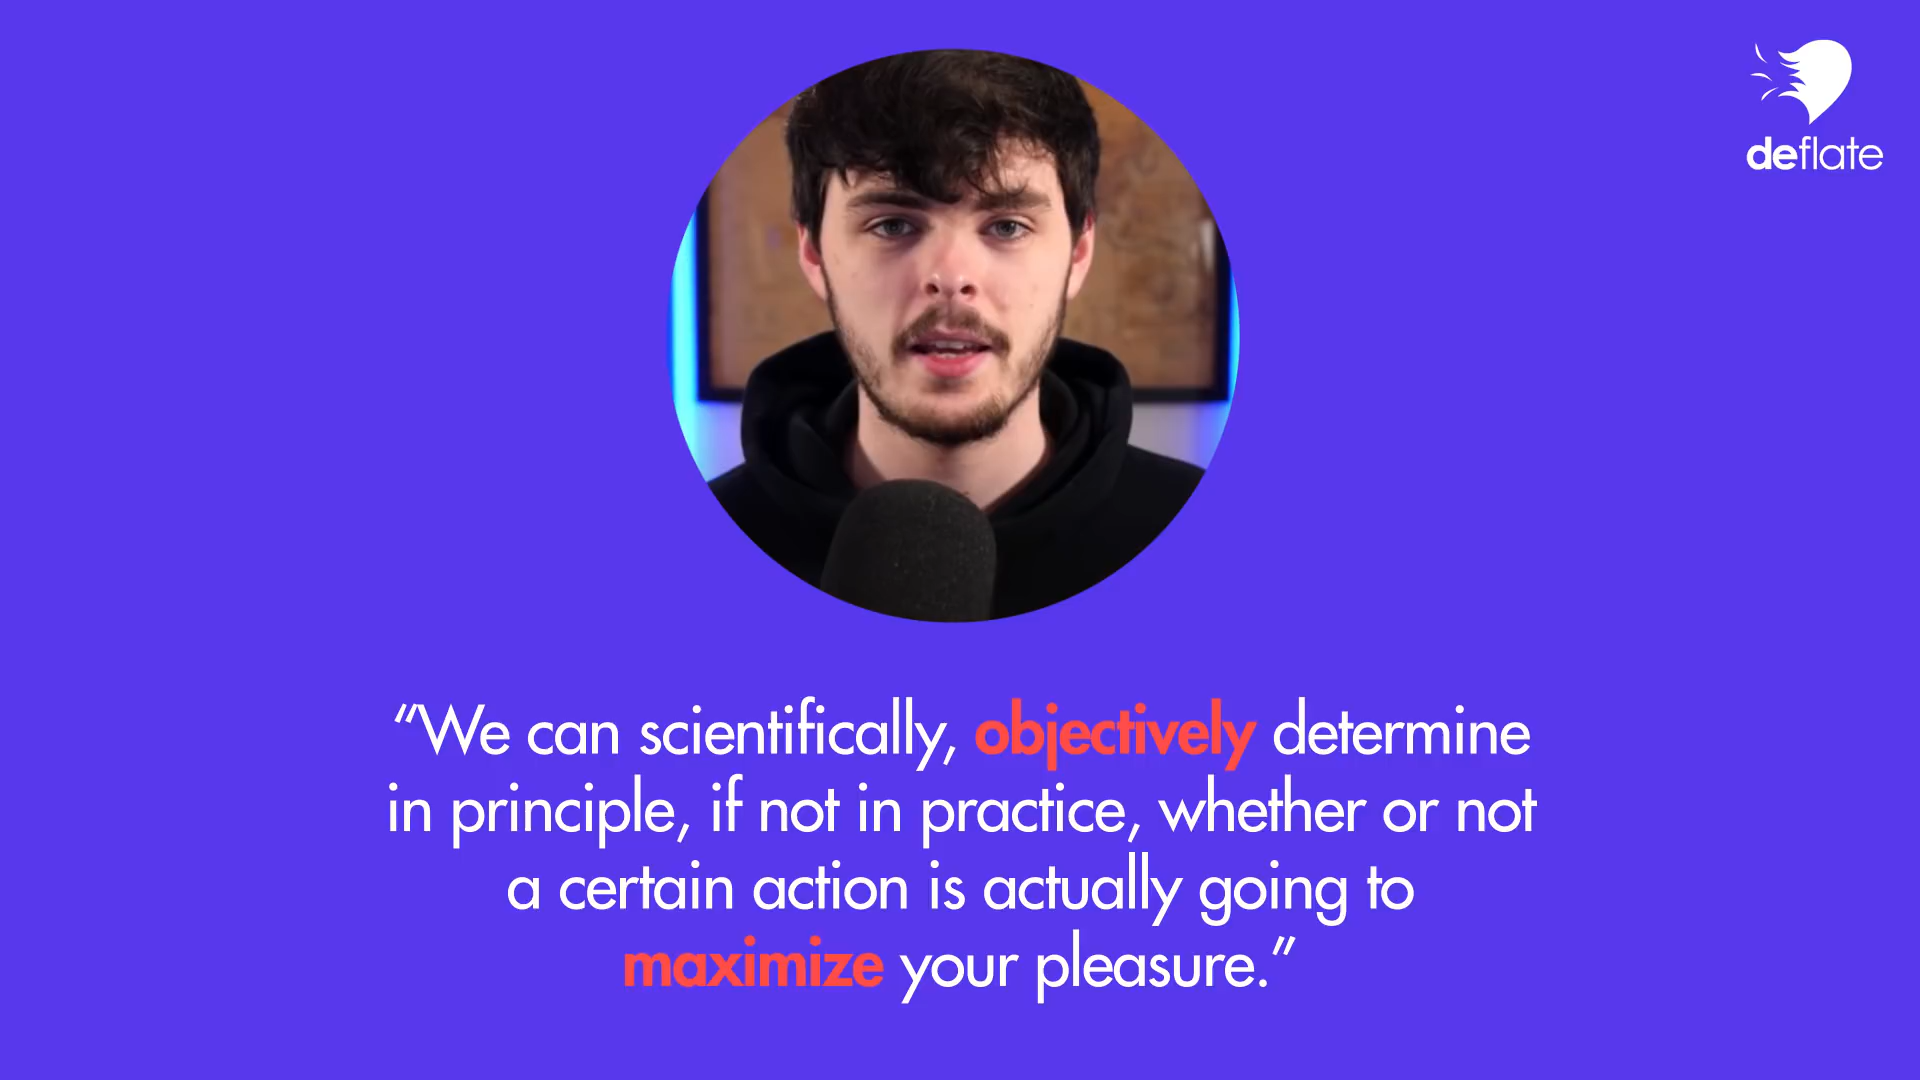 deflate
“We can scientifically, objectively determine
in principle, if not in practice, whether or not
a certain action is actually going to
maximize your pleasure.”